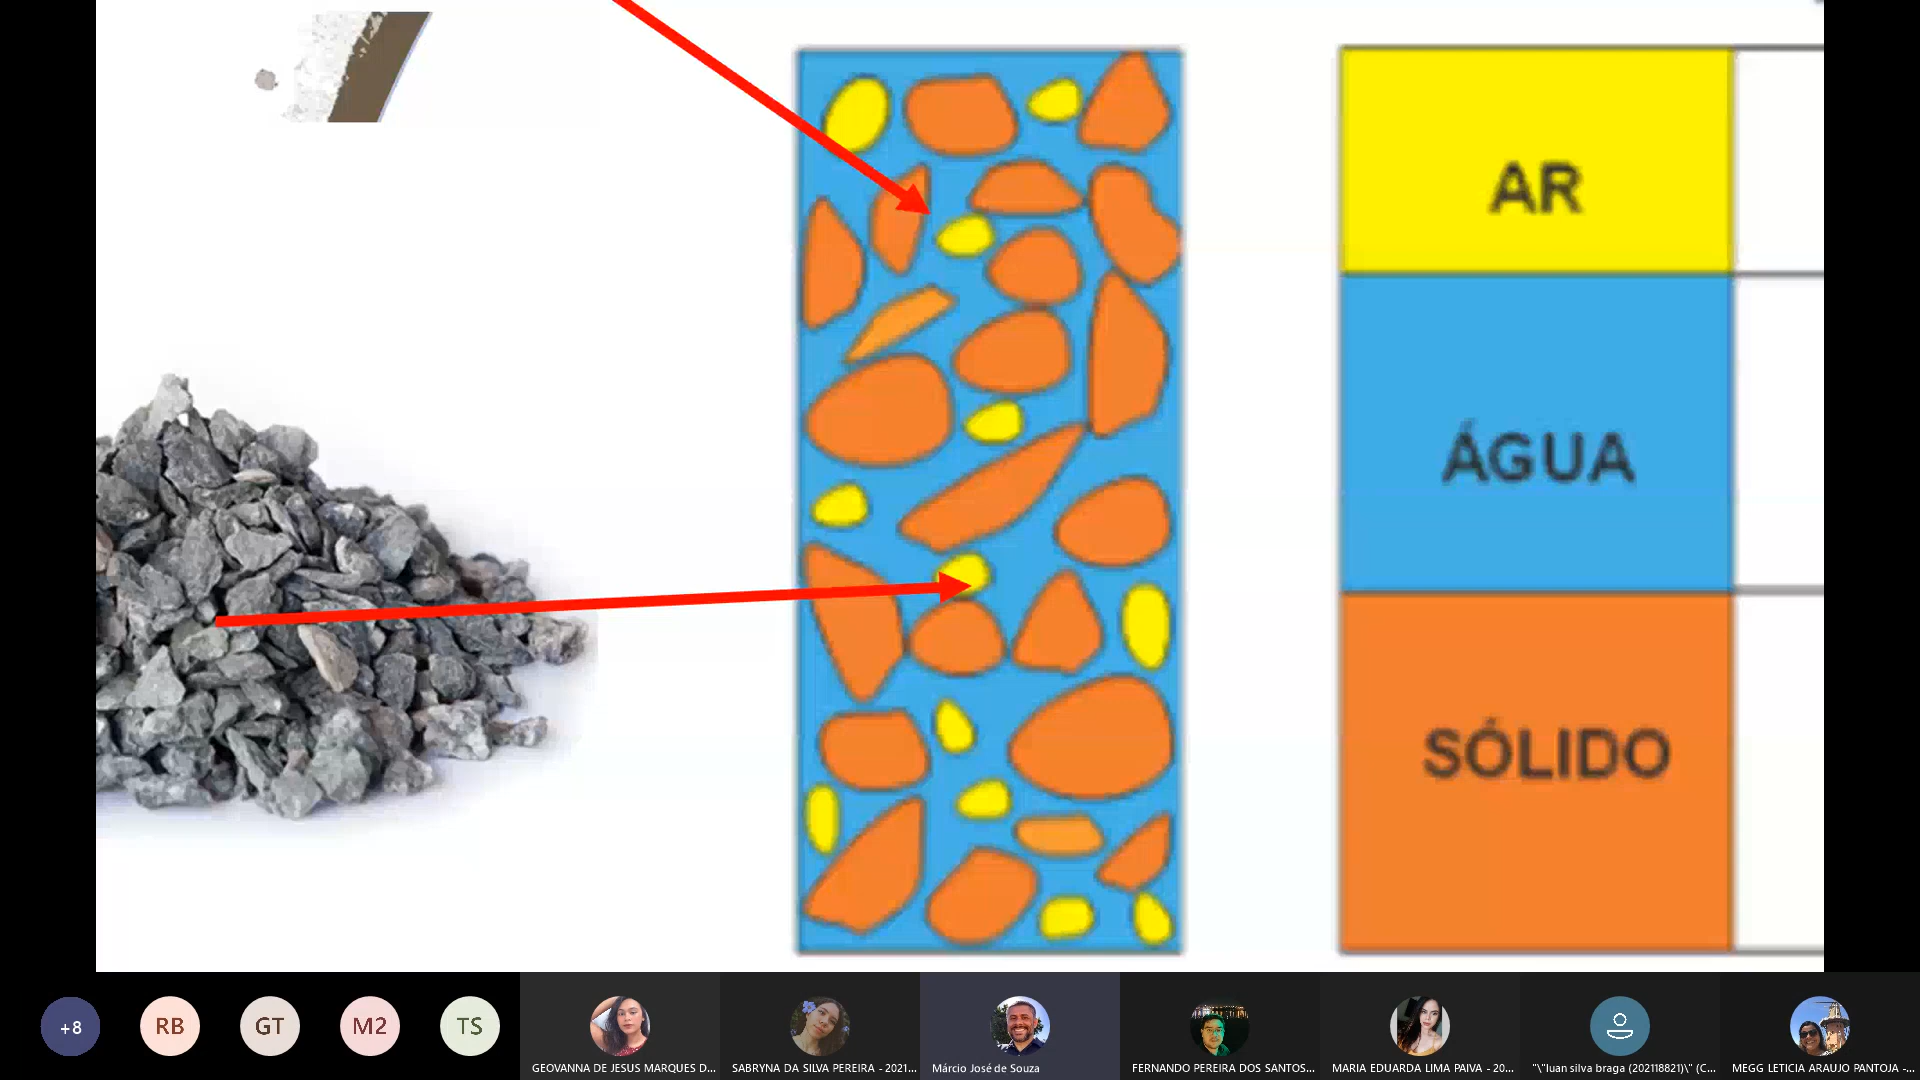 AR
ÁGUA
SÓLIDO
+8
RB
GT
M2
TS
GEOVANNA DE JESUS MARQUES D...
SABRYNA DA SILVA PEREIRA - 2021...
Márcio José de Souza
FERNANDO PEREIRA DOS SANTOS...
MARIA EDUARDA LIMA PAIVA - 20...
"\"luan silva braga (202118821)\" (C...
MEGG LETICIA ARAUJO PANTOJA -...